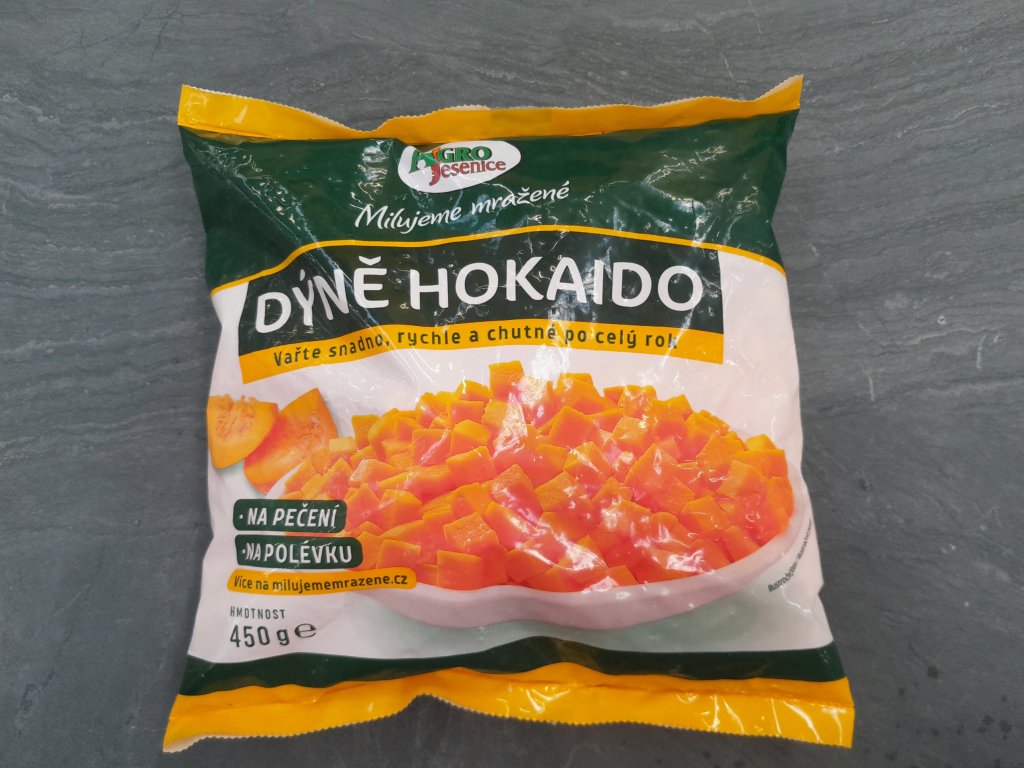 AGRO
Jesenice
Milujeme mražené
DÝNĚ HOKAIDO
Vařte snadno, rychle a chutně po celý rok
• NA PEČENÍ
• NA POLÉVKU
Více na milujememrazene.cz
HMOTNOST
450 g ℮